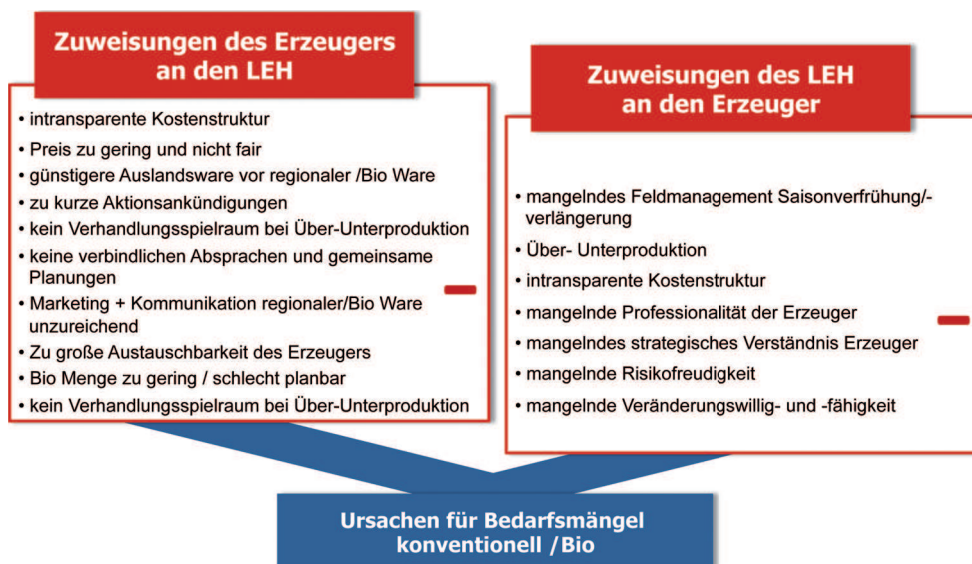 Zuweisungen des Erzeugers
an den LEH
• intransparente Kostenstruktur
• Preis zu gering und nicht fair
• günstigere Auslandsware vor regionaler /Bio Ware
• zu kurze Aktionsankündigungen
• kein Verhandlungsspielraum bei Über-Unterproduktion
• keine verbindlichen Absprachen und gemeinsame
Planungen
• Marketing + Kommunikation regionaler/Bio Ware
unzureichend
• Zu große Austauschbarkeit des Erzeugers
• Bio Menge zu gering / schlecht planbar
• kein Verhandlungsspielraum bei Über-Unterproduktion
Zuweisungen des LEH
an den Erzeuger
• mangelndes Feldmanagement Saisonverfrühung/-
verlängerung
• Über- Unterproduktion
• intransparente Kostenstruktur
• mangelnde Professionalität der Erzeuger
• mangelndes strategisches Verständnis Erzeuger
• mangelnde Risikofreudigkeit
• mangelnde Veränderungswillig- und -fähigkeit
Ursachen für Bedarfsmängel
konventionell /Bio